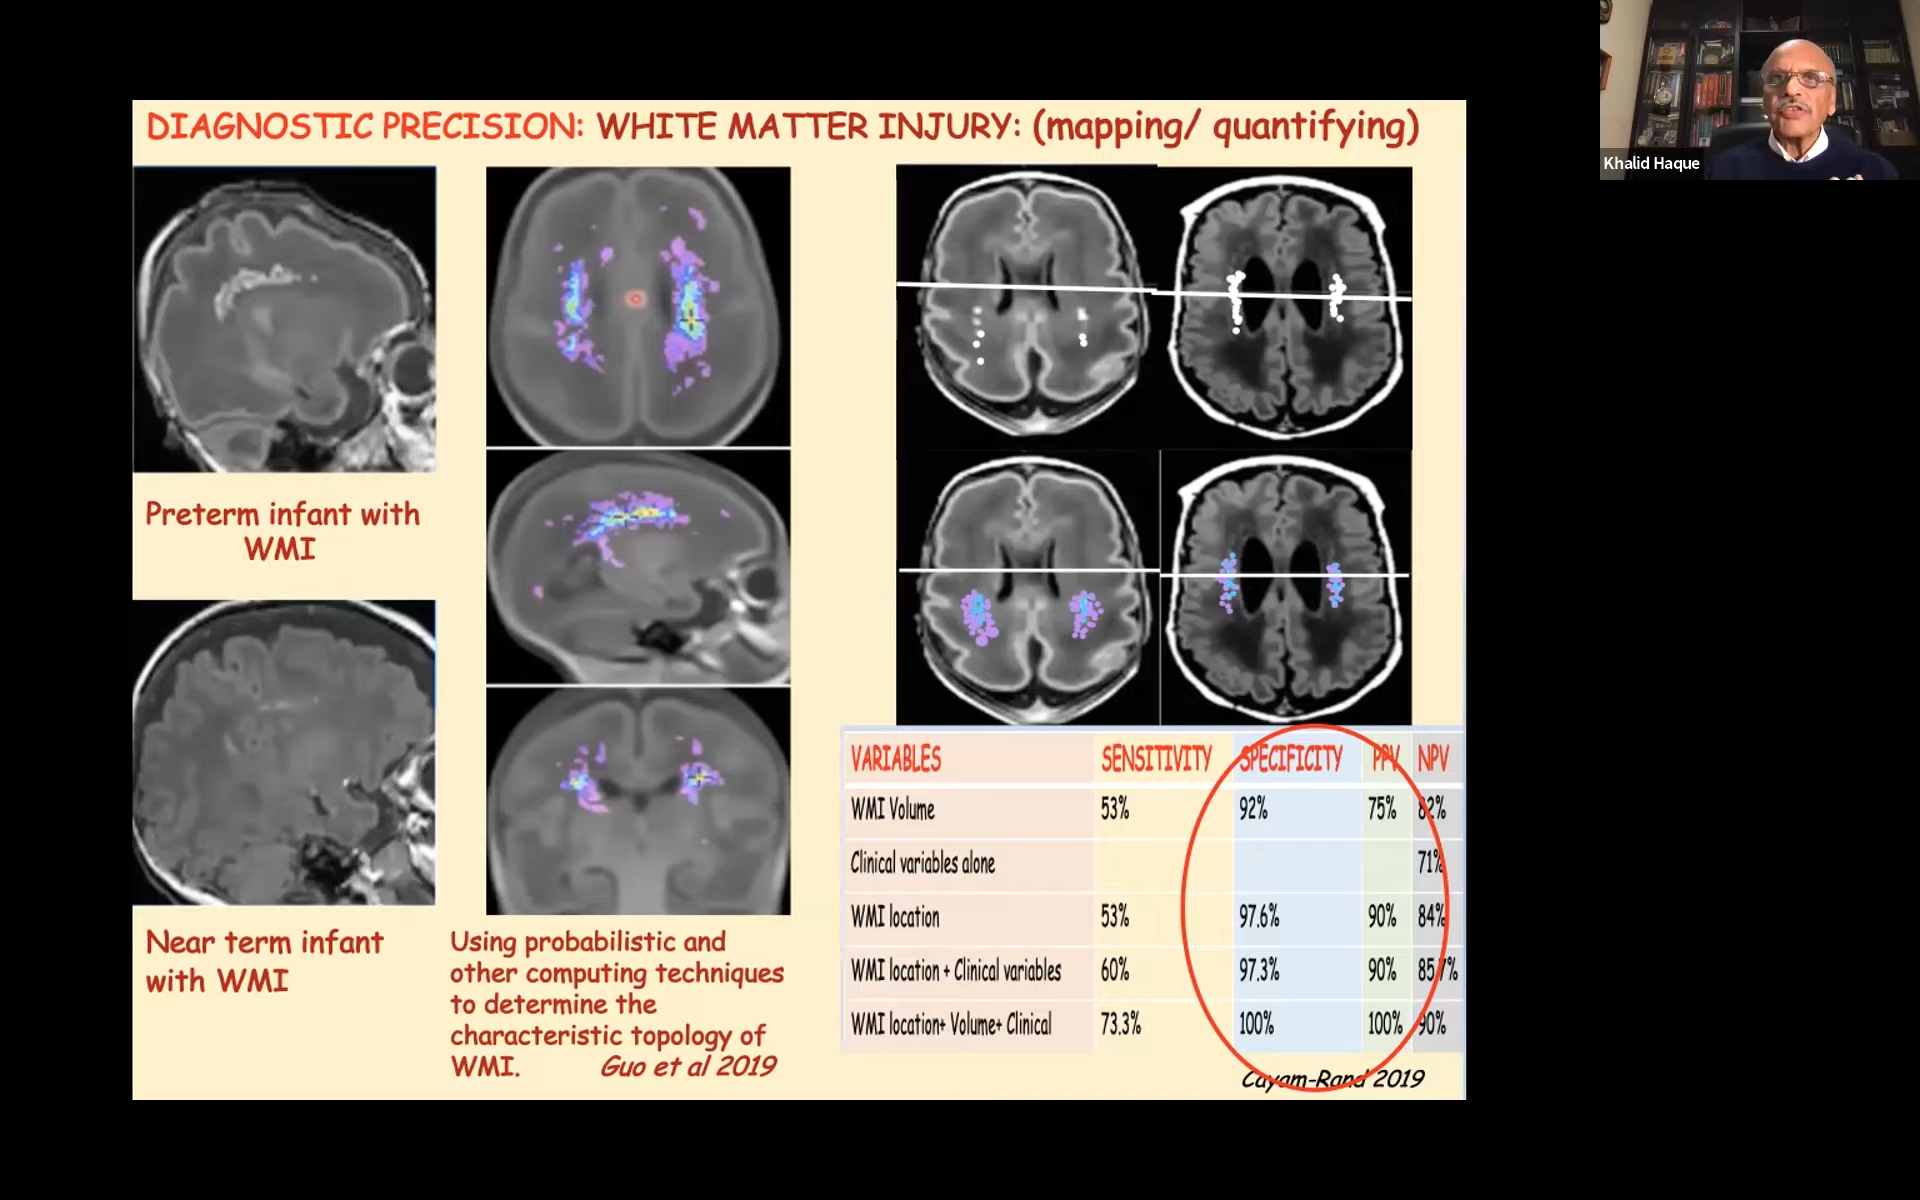 DIAGNOSTIC PRECISION: WHITE MATTER INJURY: (mapping/ quantifying)
Preterm infant with
WMI
Near term infant
with WMI
Using probabilistic and
other computing techniques
to determine the
characteristic topology of
WMI. Guo et al 2019
VARIABLES SENSITIVITY SPECIFICITY PPV NPV
WMI Volume 53% 92% 75% 82%
Clinical variables alone 71%
WMI location 53% 97.6% 90% 84%
WMI location + Clinical variables 60% 97.3% 90% 85.7%
WMI location+ Volume+ Clinical 73.3% 100% 100% 90%
Cayam-Rand 2019
Khalid Haque